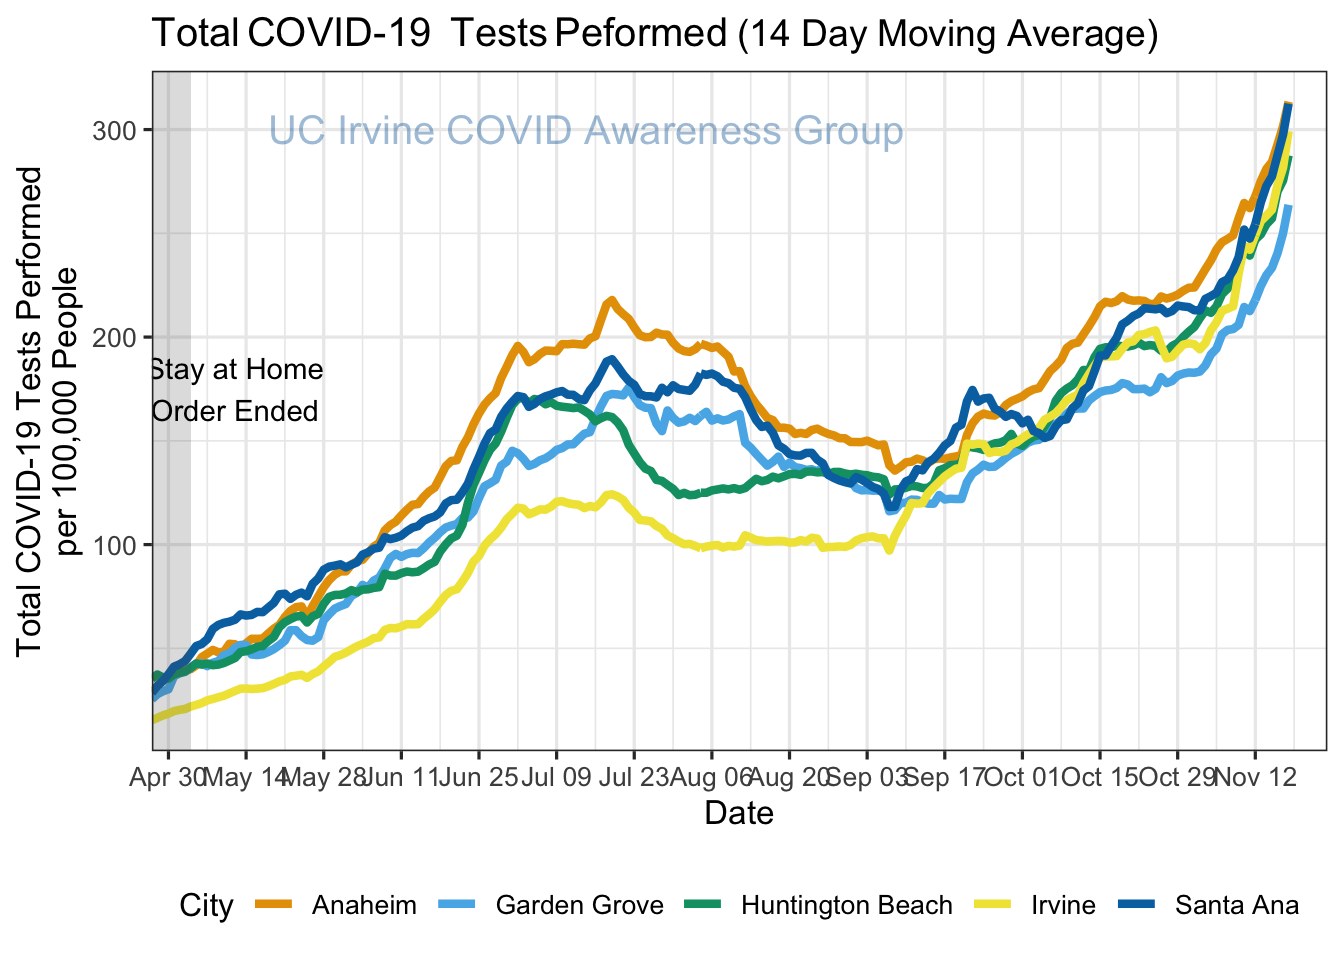 Total COVID-19  Tests Peformed (14 Day Moving Average)
UC Irvine COVID Awareness Group
Total COVID-19 Tests Performed
per 100,000 People
300
200
100
Stay at Home
Order Ended
Apr 30 May 14 May 28 Jun 11 Jun 25 Jul 09 Jul 23 Aug 06 Aug 20 Sep 03 Sep 17 Oct 01 Oct 15 Oct 29 Nov 12
Date
City Anaheim Garden Grove Huntington Beach Irvine Santa Ana